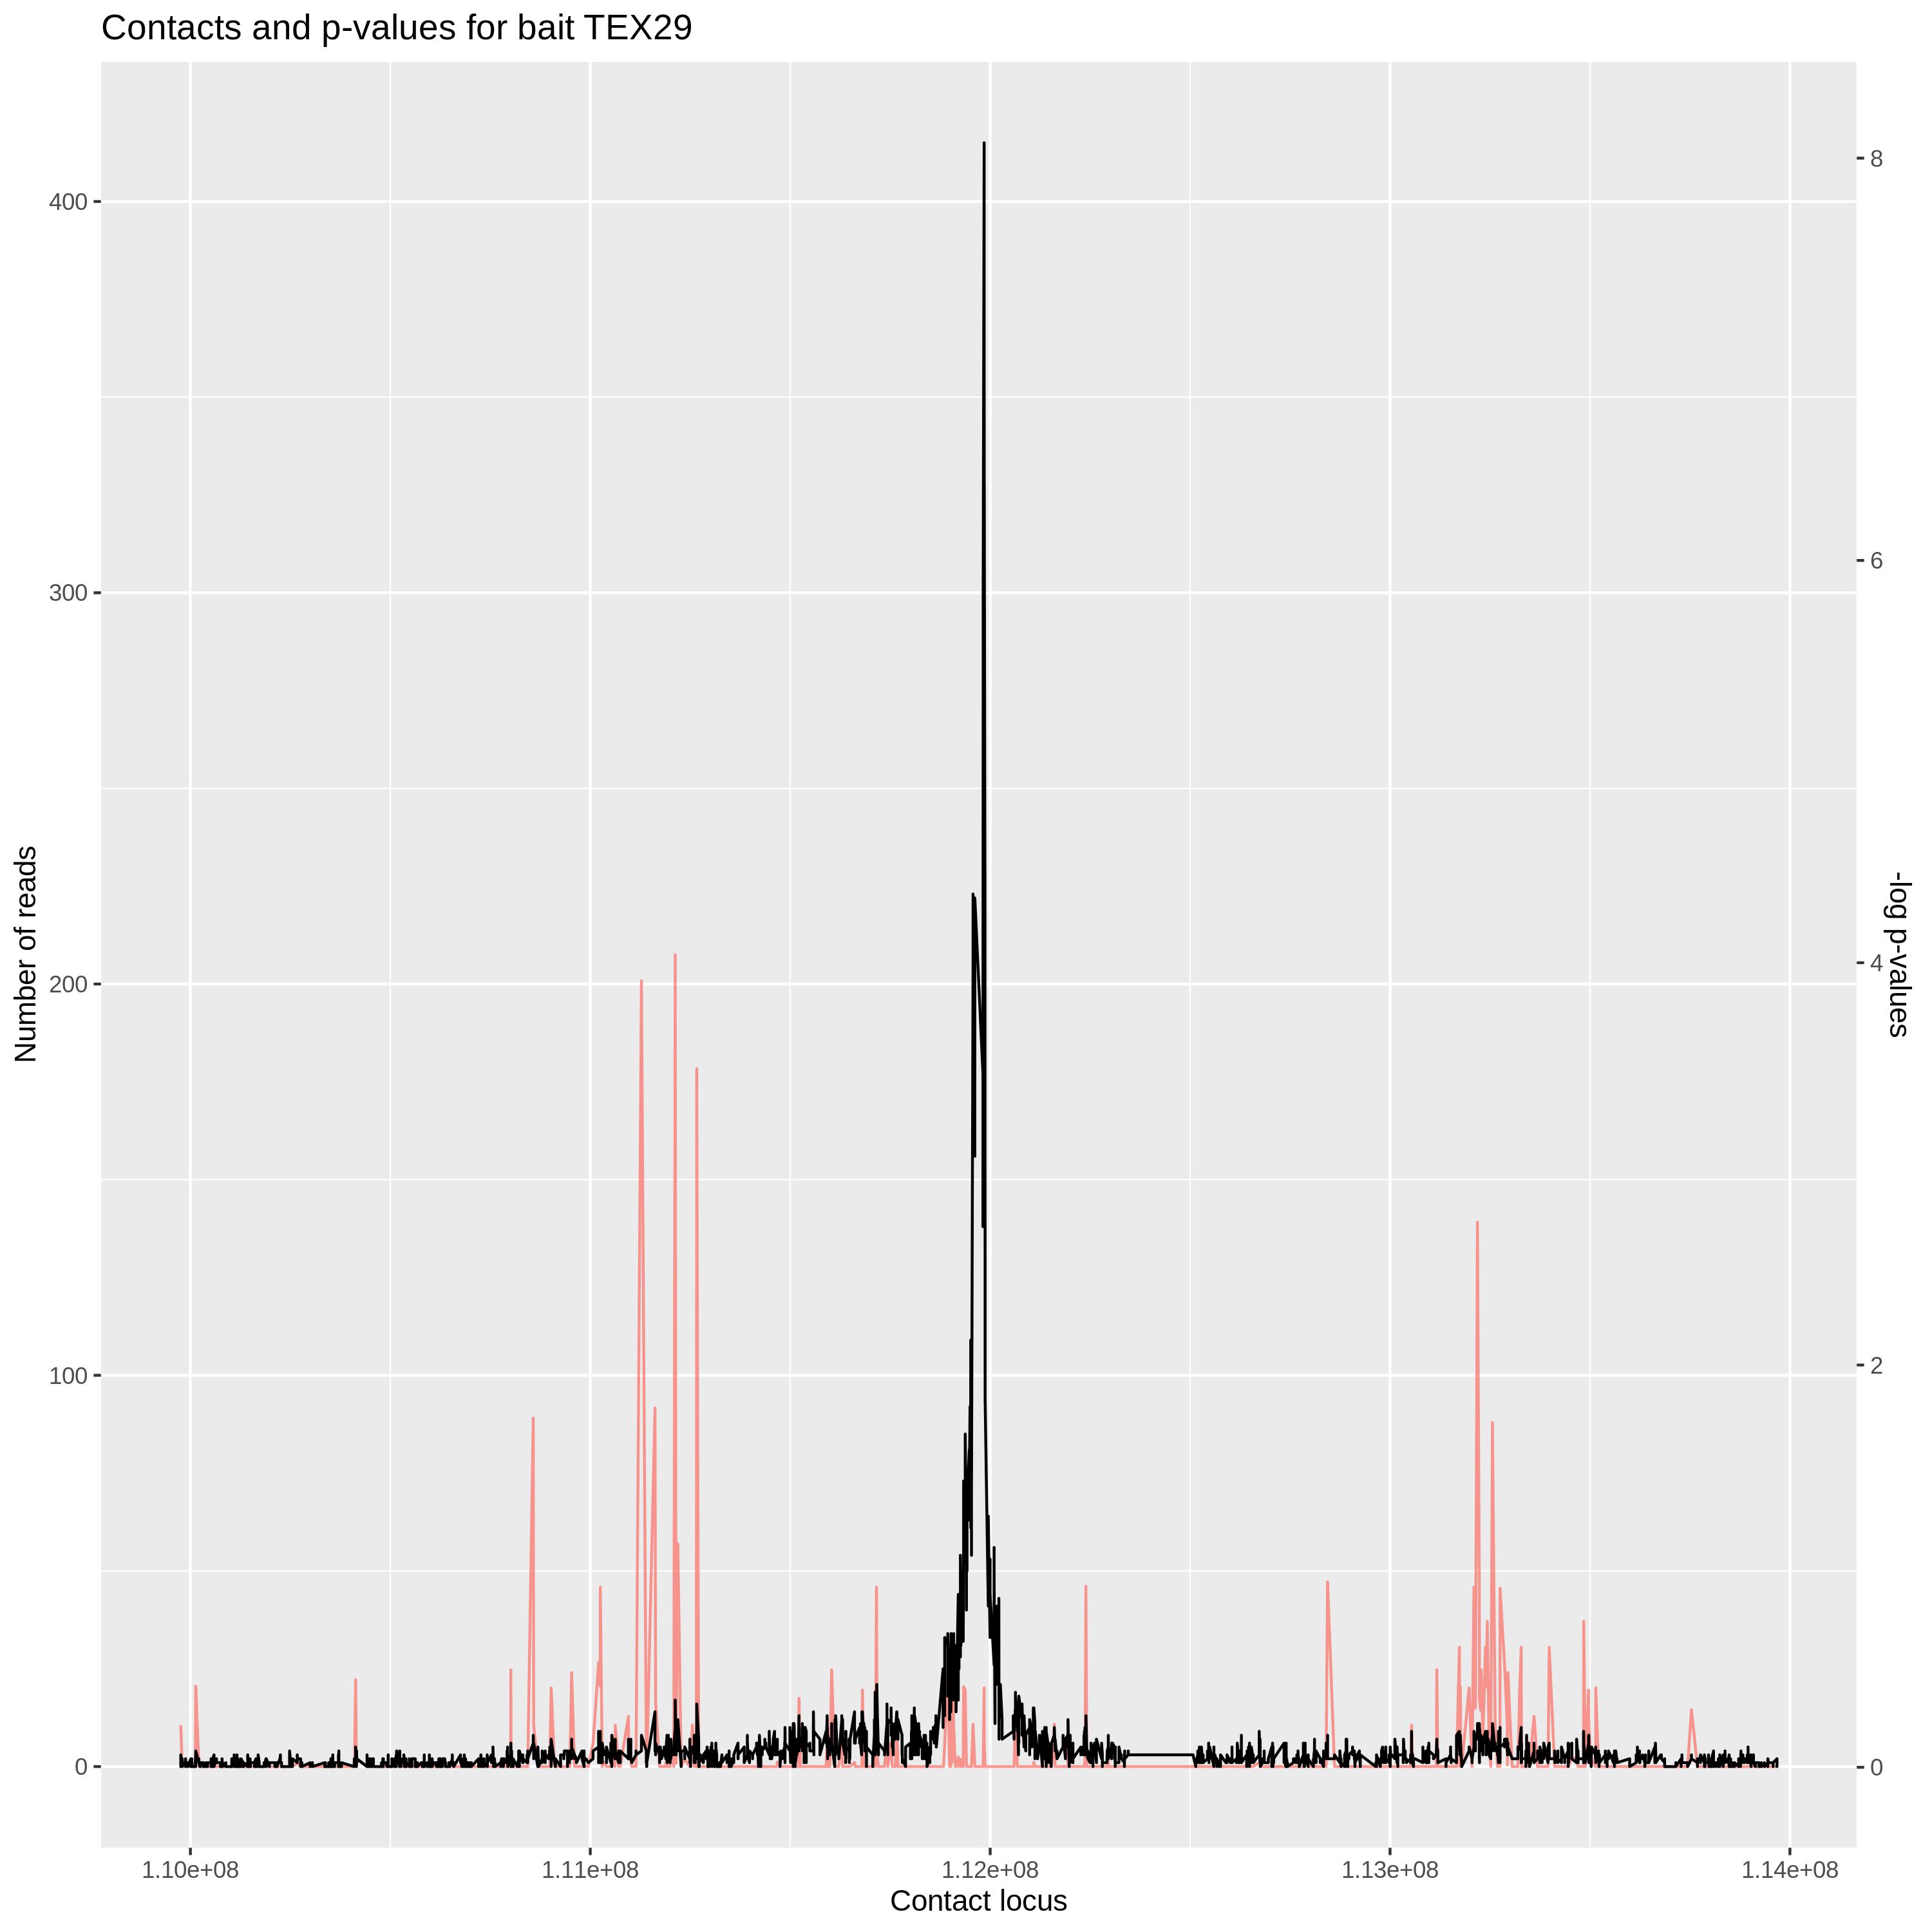 Contacts and p-values for bait TEX29
400
300
200
100
0
8
6
4
2
0
Number of reads
-log p-values
1.10e+08 1.11e+08 1.12e+08 1.13e+08 1.14e+08
Contact locus